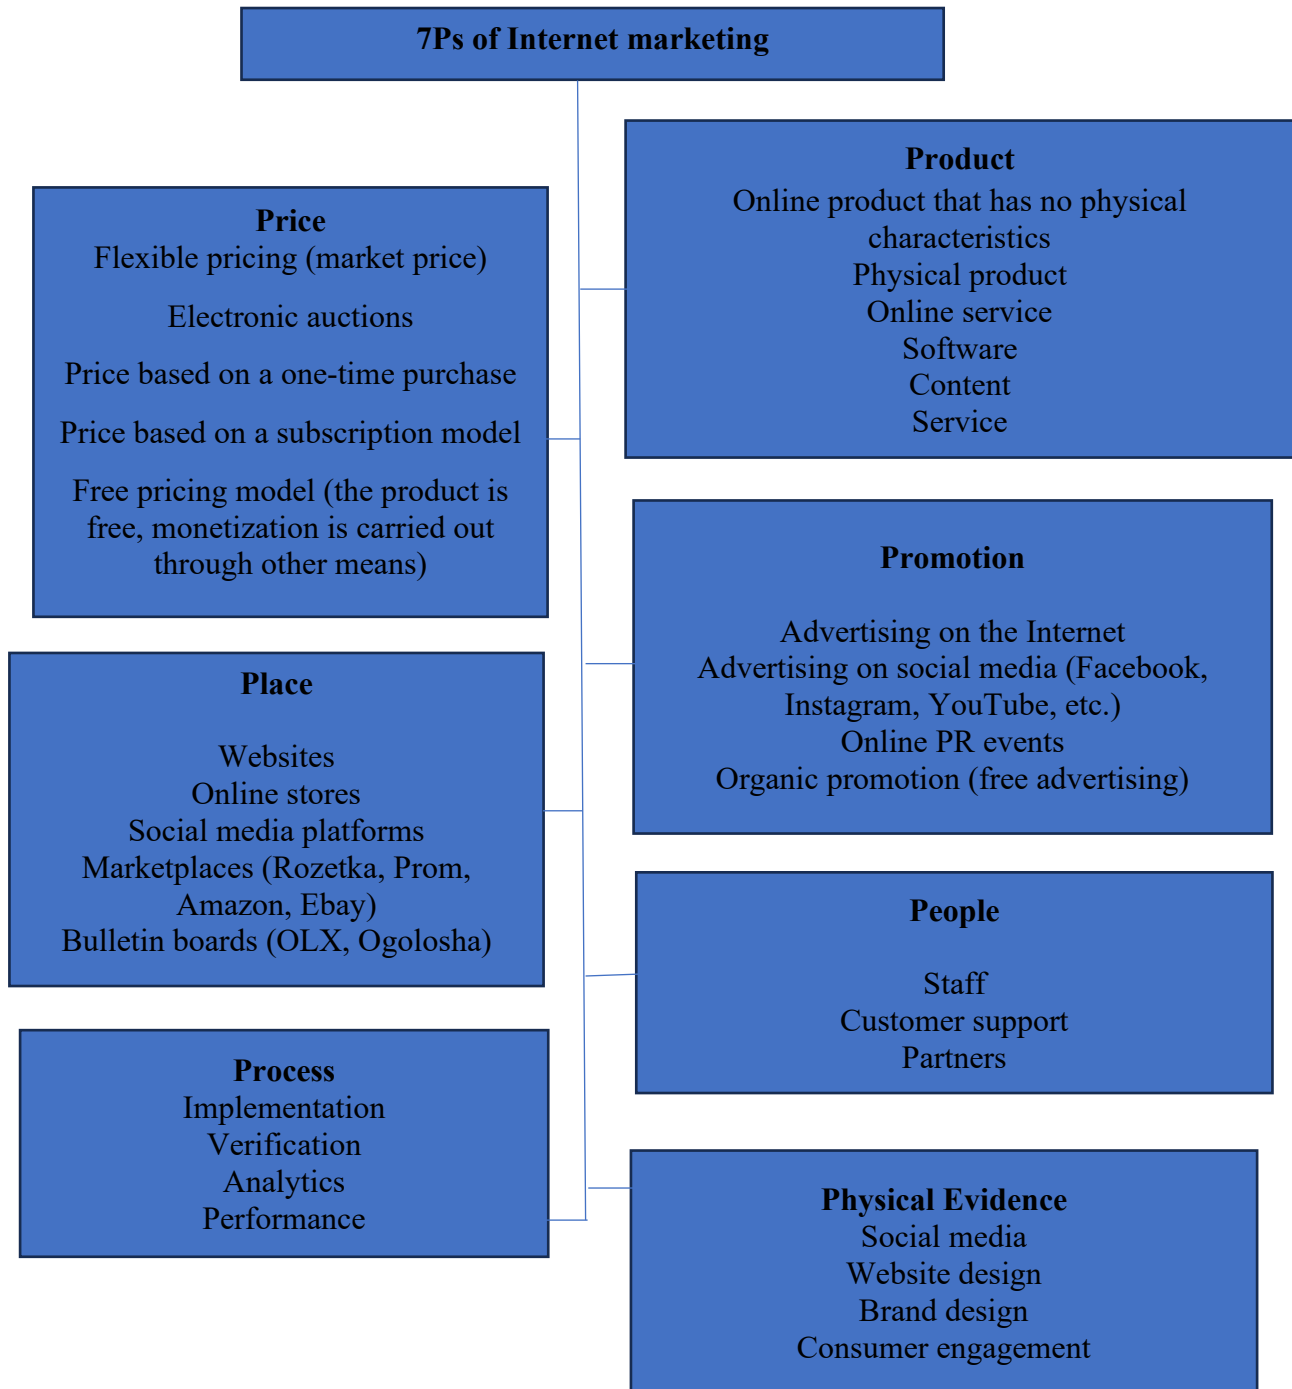 7Ps of Internet marketing
Product
Online product that has no physical
characteristics
Physical product
Online service
Software
Content
Service
Price
Flexible pricing (market price)
Electronic auctions
Price based on a one-time purchase
Price based on a subscription model
Free pricing model (the product is
free, monetization is carried out
through other means)
Promotion
Advertising on the Internet
Advertising on social media (Facebook,
Instagram, YouTube, etc.)
Online PR events
Organic promotion (free advertising)
Place
Websites
Online stores
Social media platforms
Marketplaces (Rozetka, Prom,
Amazon, Ebay)
Bulletin boards (OLX, Ogolosha)
People
Staff
Customer support
Partners
Process
Implementation
Verification
Analytics
Performance
Physical Evidence
Social media
Website design
Brand design
Consumer engagement